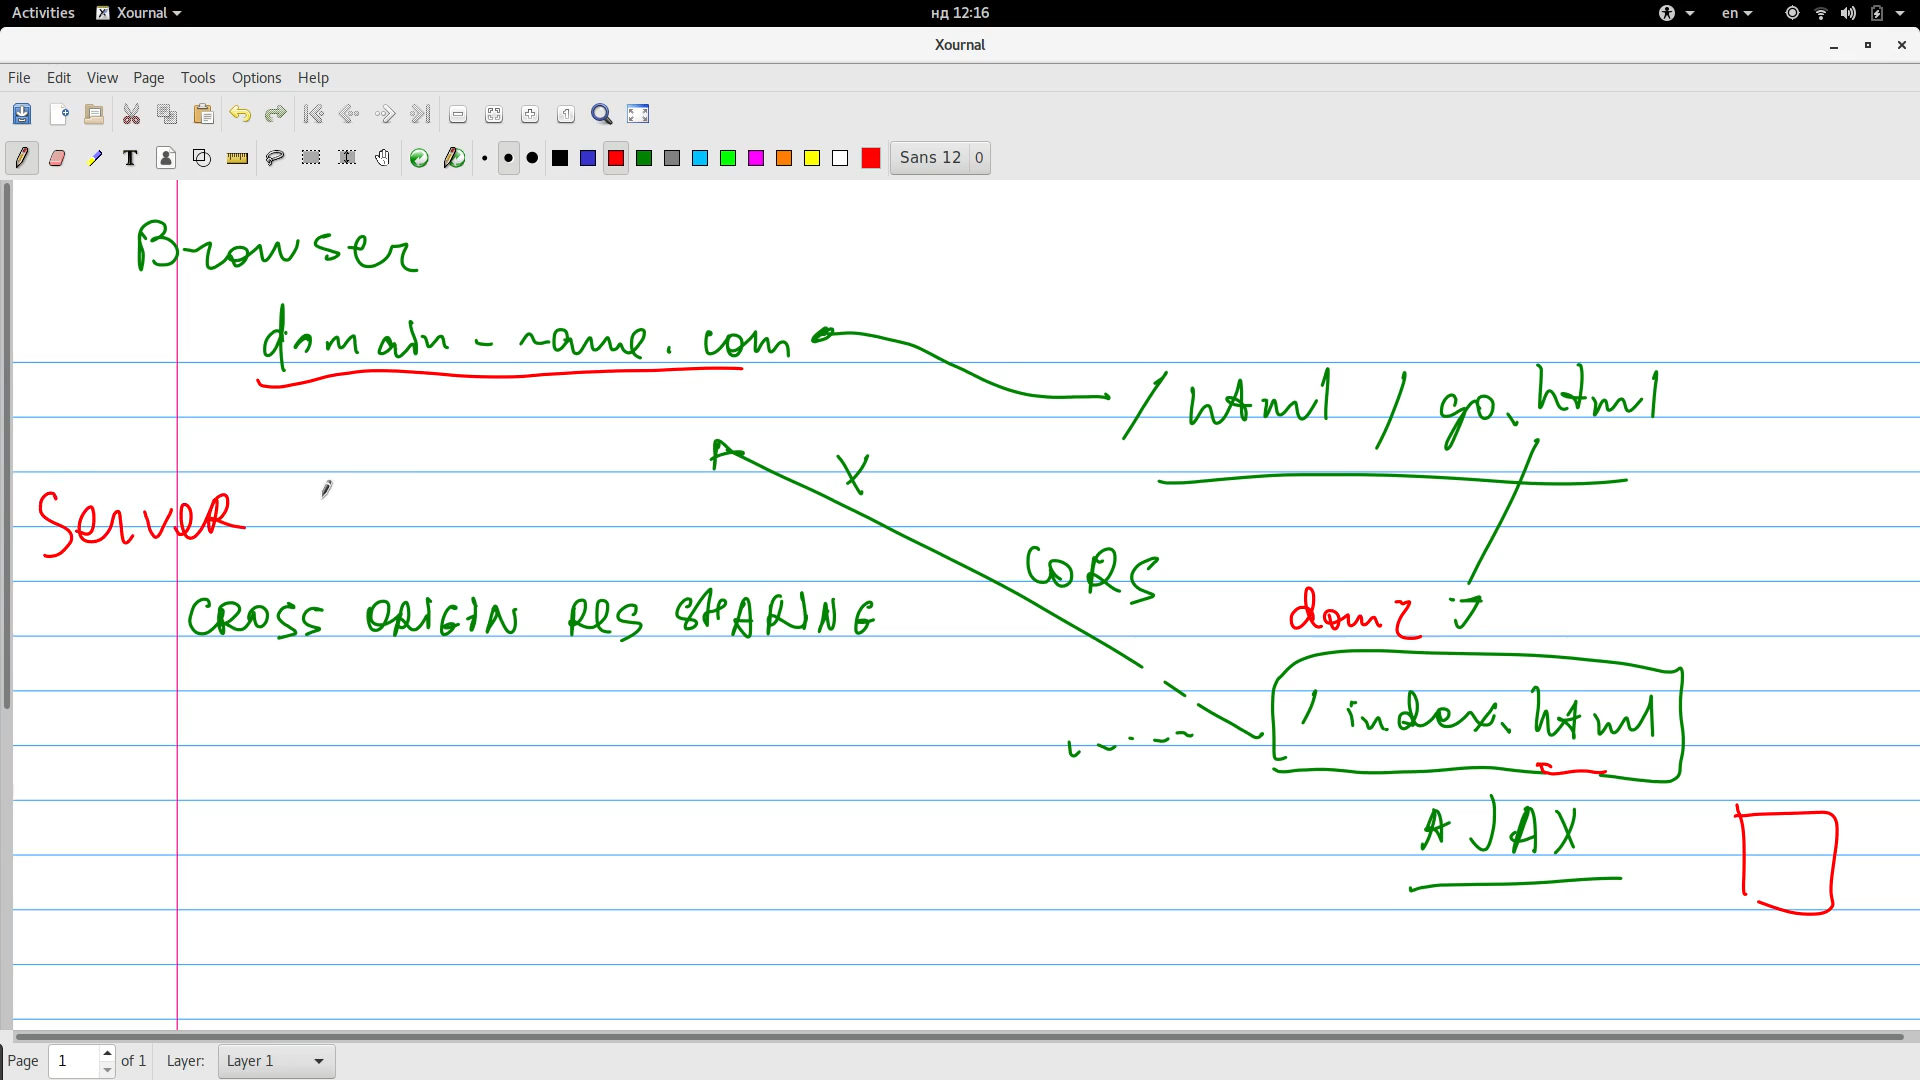 Activities Xournal нд 12:16 en
Xournal
File Edit View Page Tools Options Help
T Sans 12 0
Browser
domain-name.com
/ html / go.html
X
Server
CORS
CROSS ORIGIN RES SHARING
dom2
/ index.html
AJAX
Page 1 of 1 Layer: Layer 1